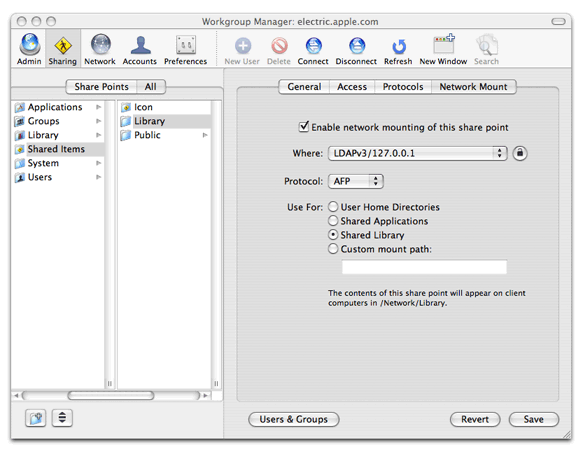 Workgroup Manager: electric.apple.com
Admin Sharing Network Accounts Preferences New User Delete Connect Disconnect Refresh New Window Search
Share Points All
General Access Protocols Network Mount
Applications
Groups
Library
Shared Items
System
Users
Icon
Library
Public
Enable network mounting of this share point
Where: LDAPv3/127.0.0.1
Protocol: AFP
Use For: User Home Directories
Shared Applications
Shared Library
Custom mount path:
The contents of this share point will appear on client
computers in /Network/Library.
Users & Groups Revert Save